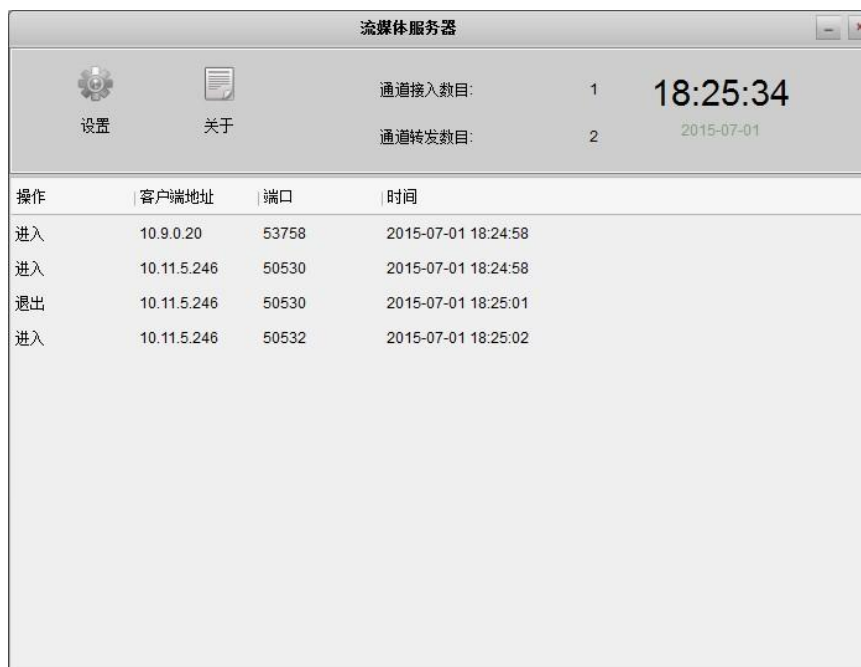 流媒体服务器
设置
关于
通道接入数目: 1
通道转发数目: 2
18:25:34
2015-07-01
操作 客户端地址 端口 时间
进入 10.9.0.20 53758 2015-07-01 18:24:58
进入 10.11.5.246 50530 2015-07-01 18:24:58
退出 10.11.5.246 50530 2015-07-01 18:25:01
进入 10.11.5.246 50532 2015-07-01 18:25:02